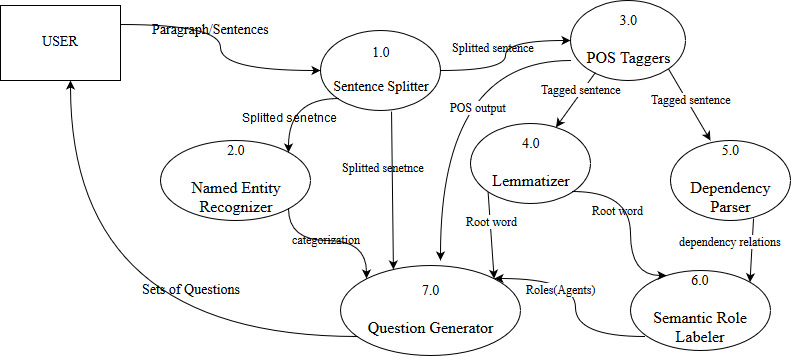 USER
Paragraph/Sentences
1.0
Sentence Splitter
Splitted sentence
3.0
POS Taggers
Tagged sentence
Tagged sentence
POS output
Splitted senetnce
2.0
Named Entity
Recognizer
Splitted senetnce
4.0
Lemmatizer
5.0
Dependency
Parser
Root word
Root word
categorization
dependency relations
Sets of Questions
7.0
Question Generator
Roles(Agents)
6.0
Semantic Role
Labeler